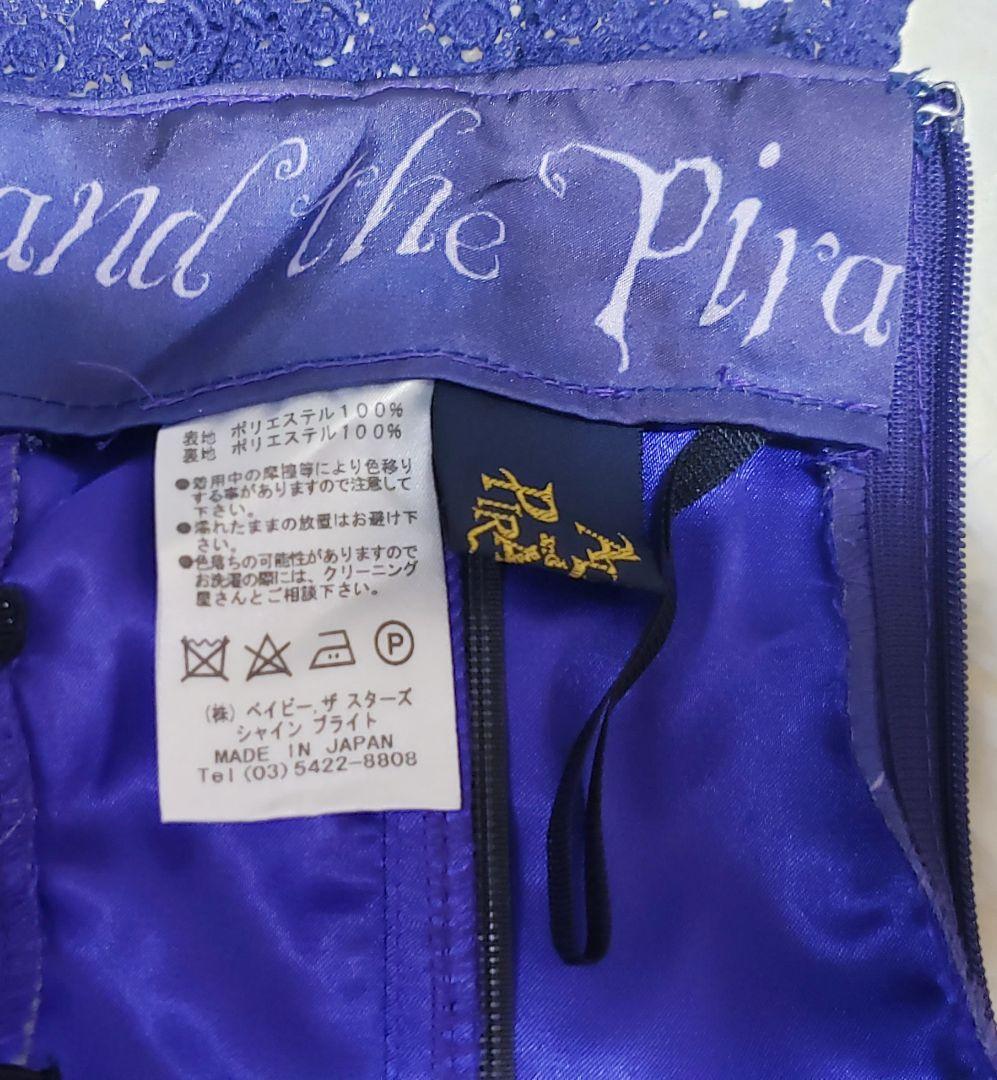 and the Pira
表地 ポリエステル100%
裏地 ポリエステル100%
●着用中の摩擦等により色移り
する事がありますので注意して
下さい。
●濡れたままの放置はお避け下
さい。
●色落ちの可能性がありますので
お洗濯の際には、クリーニング
屋さんとご相談下さい。
P
(株) ベイビー,ザ スターズ
シャイン ブライト
MADE IN JAPAN
Tel (03) 5422-8808
and
PIR